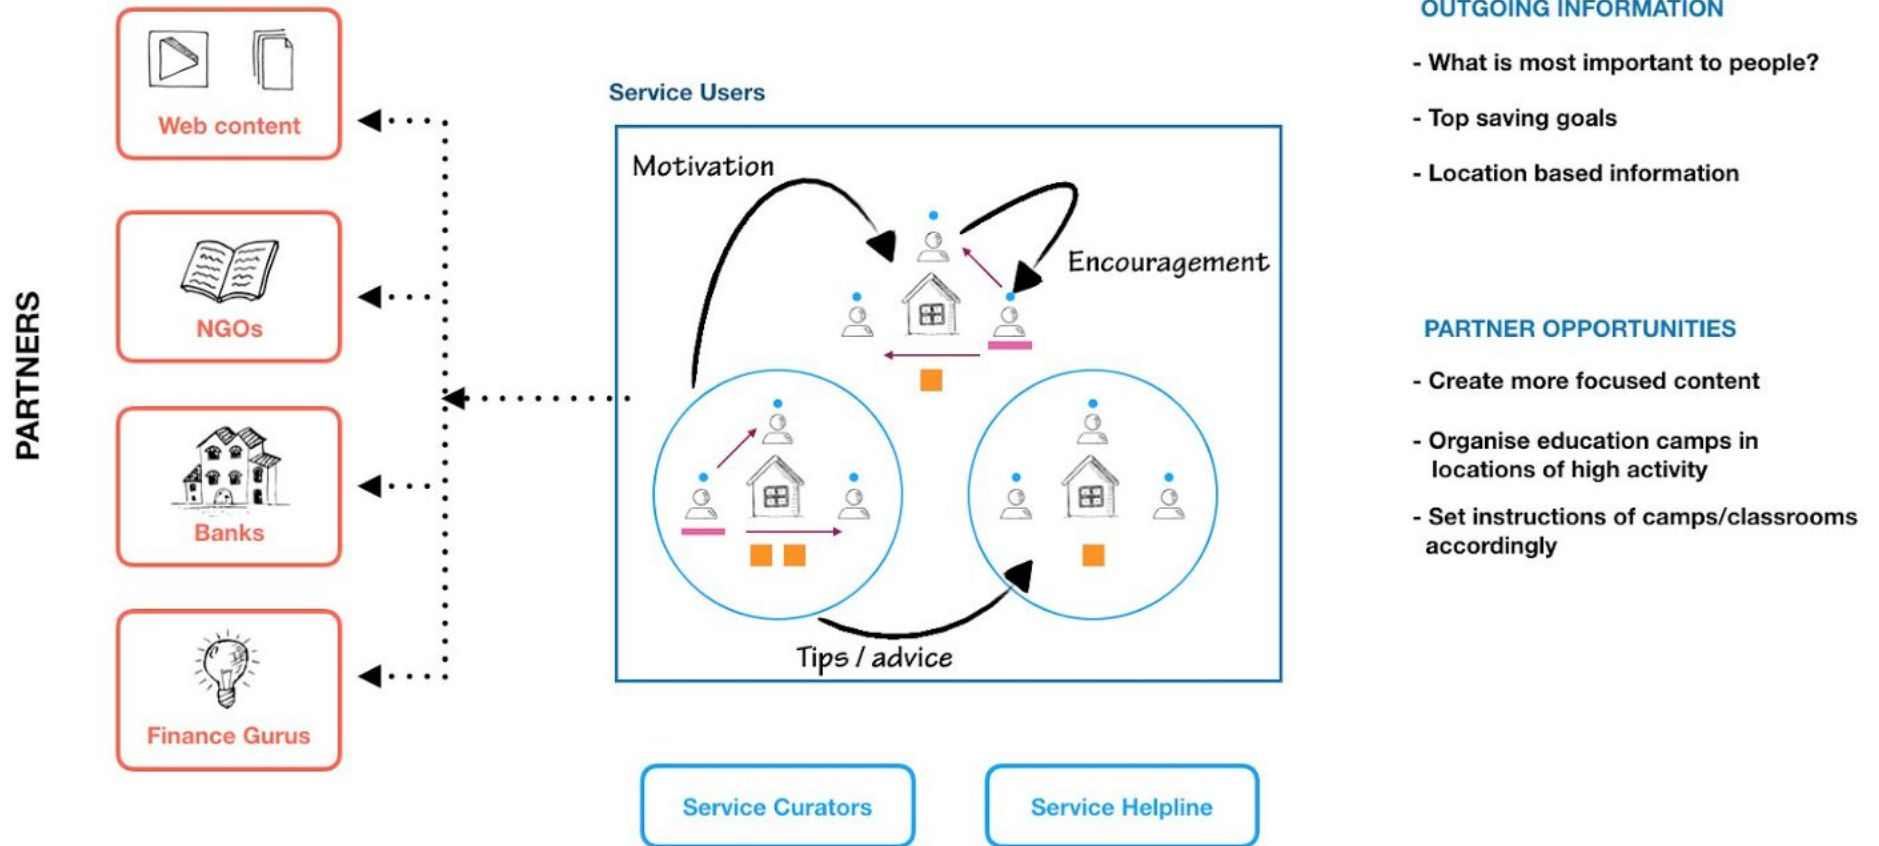 PARTNERS
Web content
NGOs
Banks
Finance Gurus
Service Users
Motivation
Encouragement
Tips / advice
Service Curators
Service Helpline
OUTGOING INFORMATION
- What is most important to people?
- Top saving goals
- Location based information
PARTNER OPPORTUNITIES
- Create more focused content
- Organise education camps in
locations of high activity
- Set instructions of camps/classrooms
accordingly